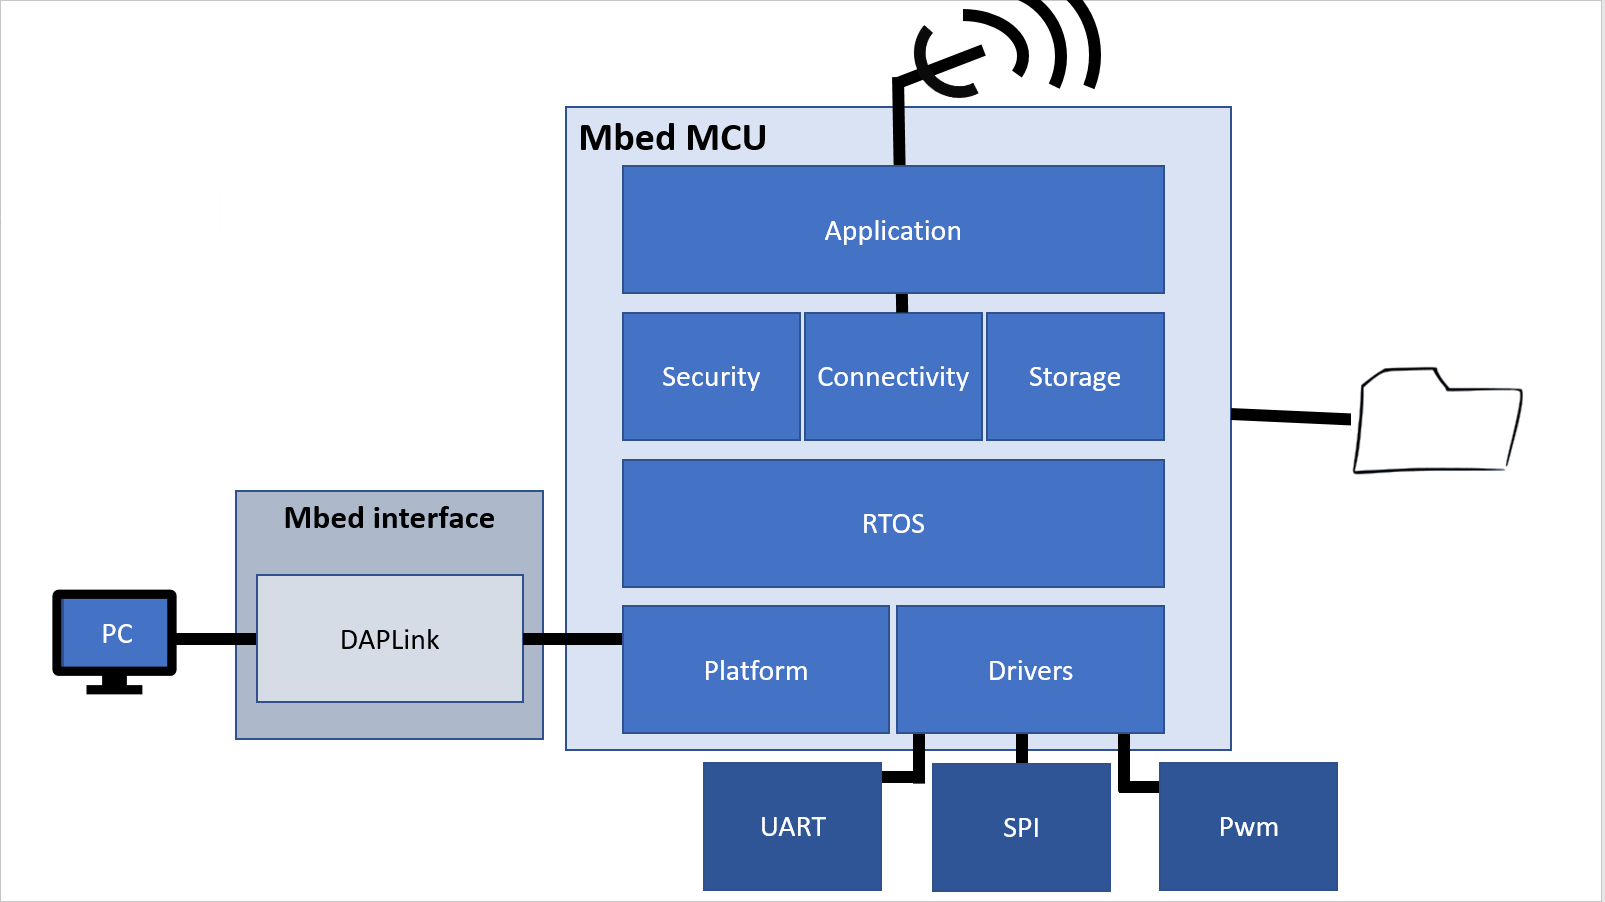 Mbed MCU
Application
Security
Connectivity
Storage
RTOS
Mbed interface
PC
DAPLink
Platform
Drivers
UART
SPI
Pwm